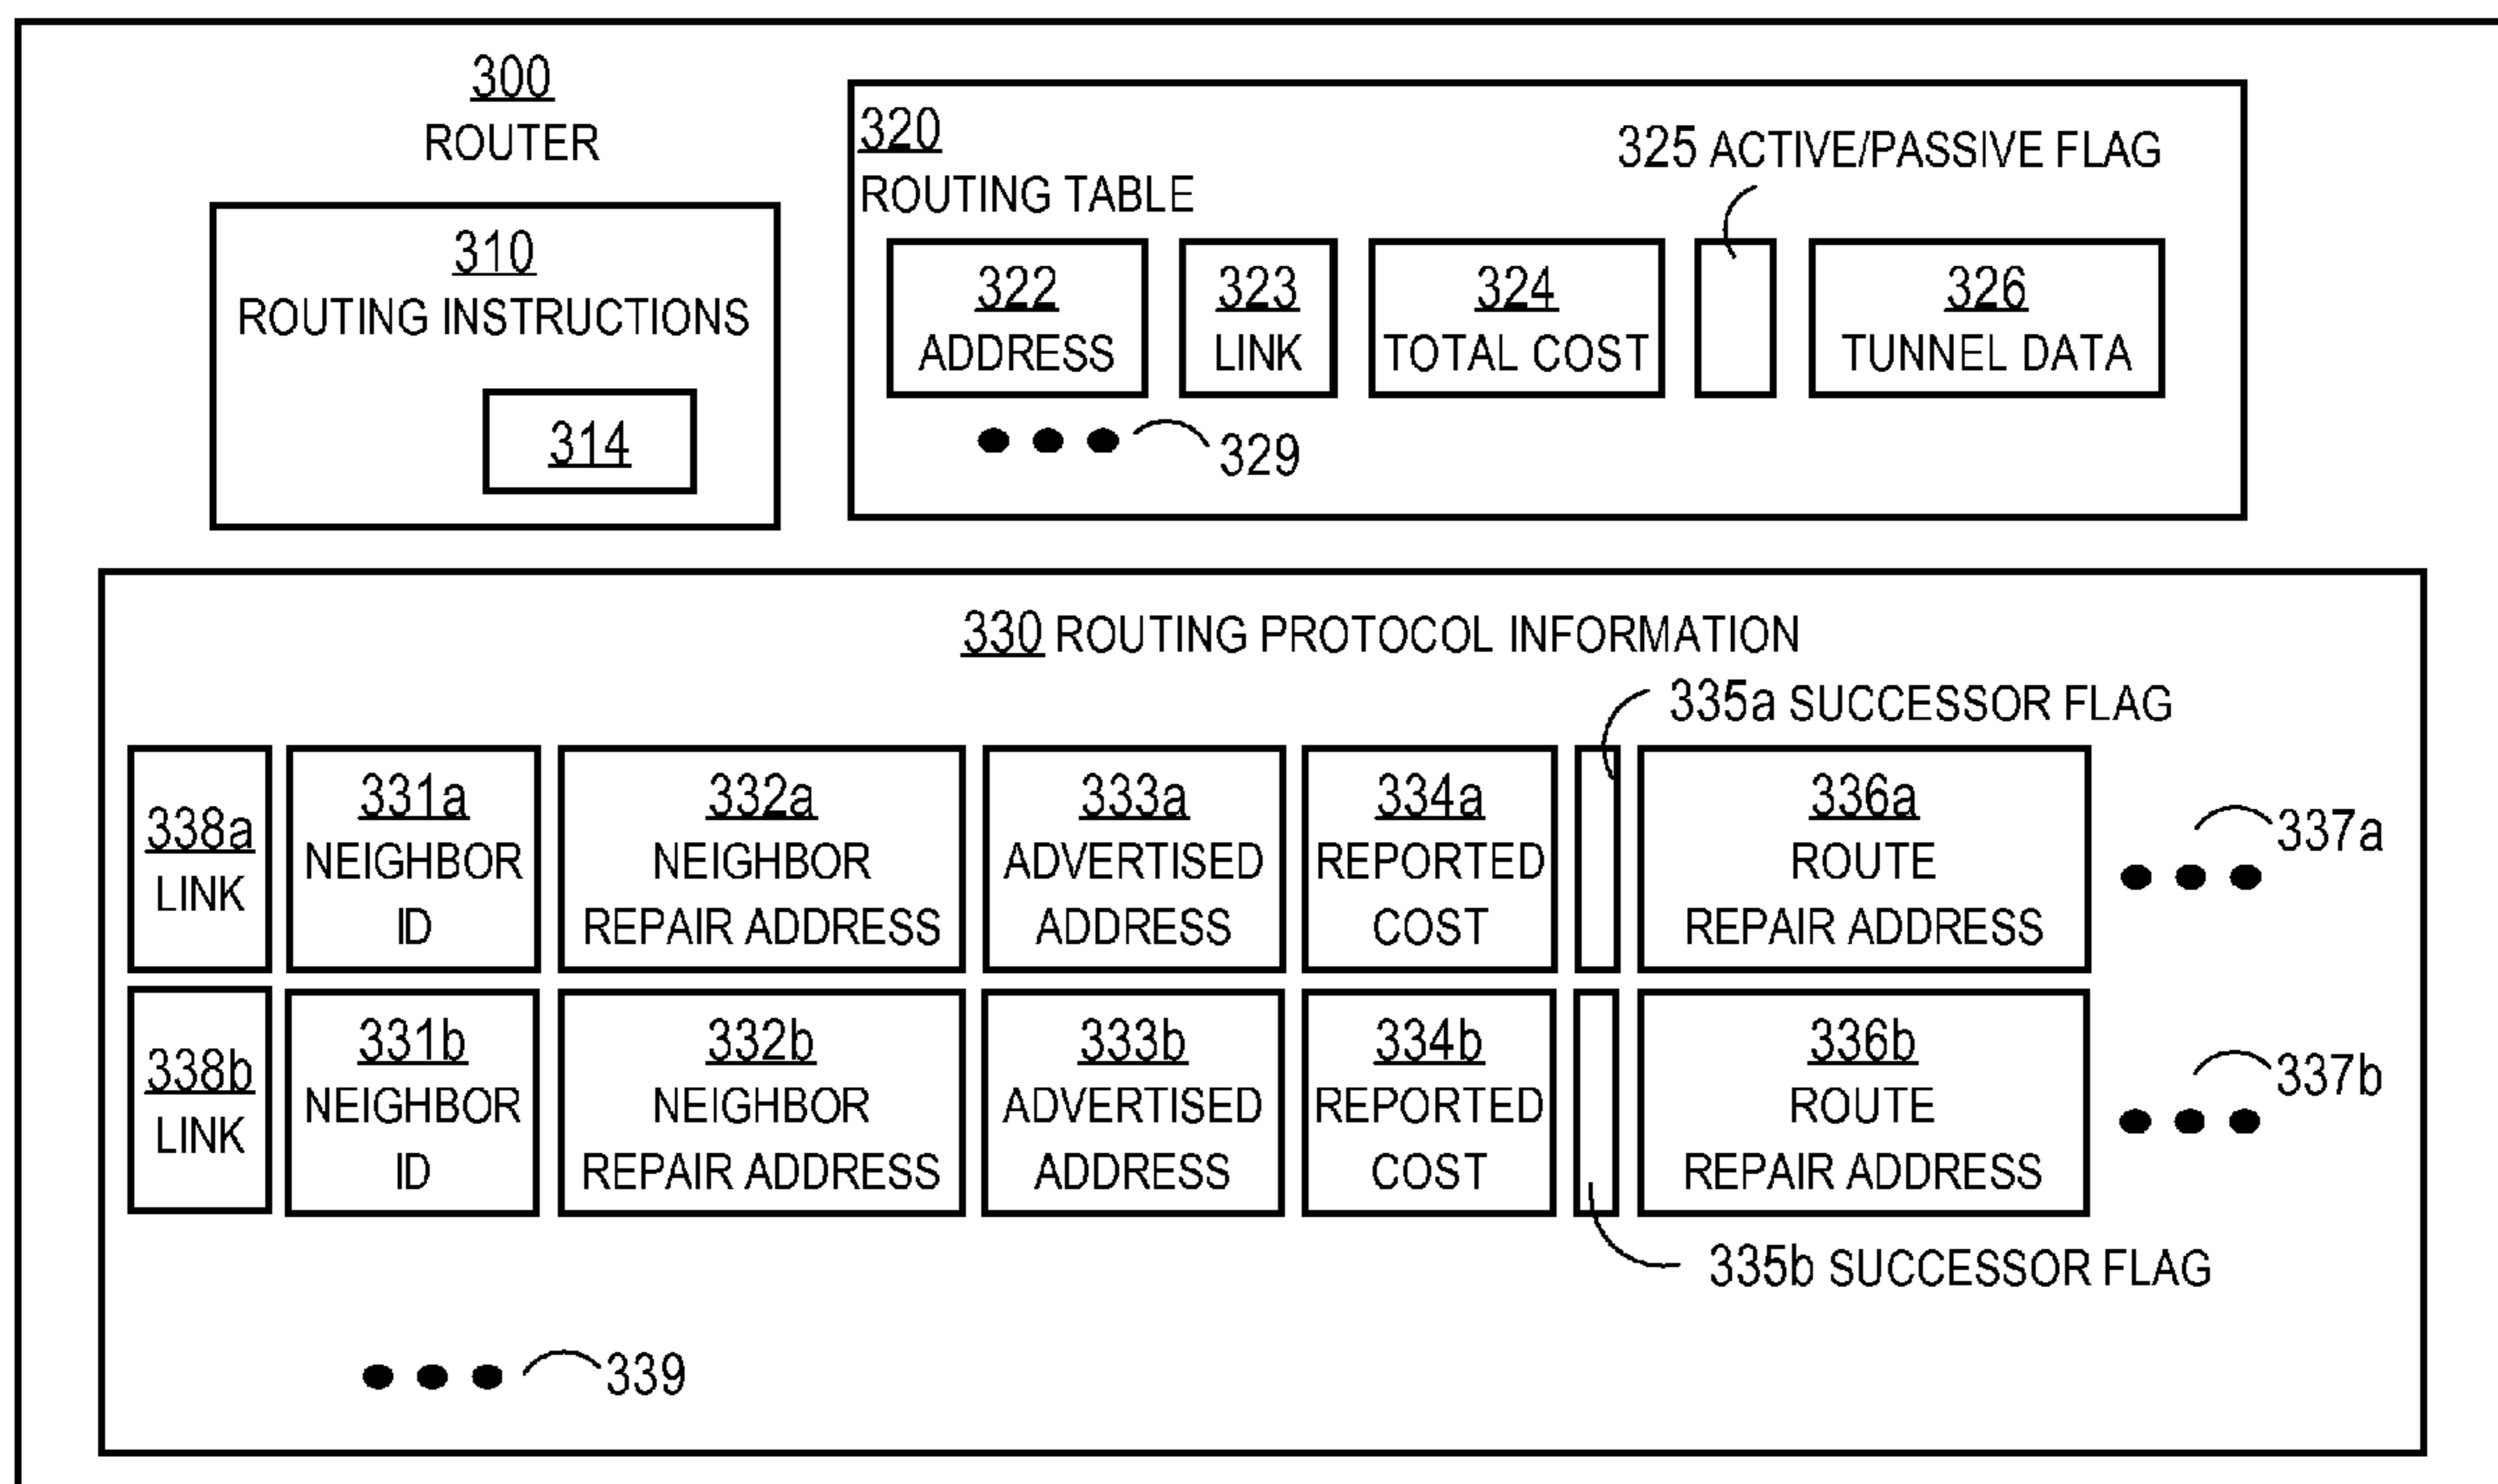 300
ROUTER
310
ROUTING INSTRUCTIONS
314
320
ROUTING TABLE
325 ACTIVE/PASSIVE FLAG
322
ADDRESS
323
LINK
324
TOTAL COST
326
TUNNEL DATA
329
330 ROUTING PROTOCOL INFORMATION
335a SUCCESSOR FLAG
338a
LINK
331a
NEIGHBOR
ID
332a
NEIGHBOR
REPAIR ADDRESS
333a
ADVERTISED
ADDRESS
334a
REPORTED
COST
336a
ROUTE
REPAIR ADDRESS
337a
338b
LINK
331b
NEIGHBOR
ID
332b
NEIGHBOR
REPAIR ADDRESS
333b
ADVERTISED
ADDRESS
334b
REPORTED
COST
336b
ROUTE
REPAIR ADDRESS
337b
335b SUCCESSOR FLAG
339